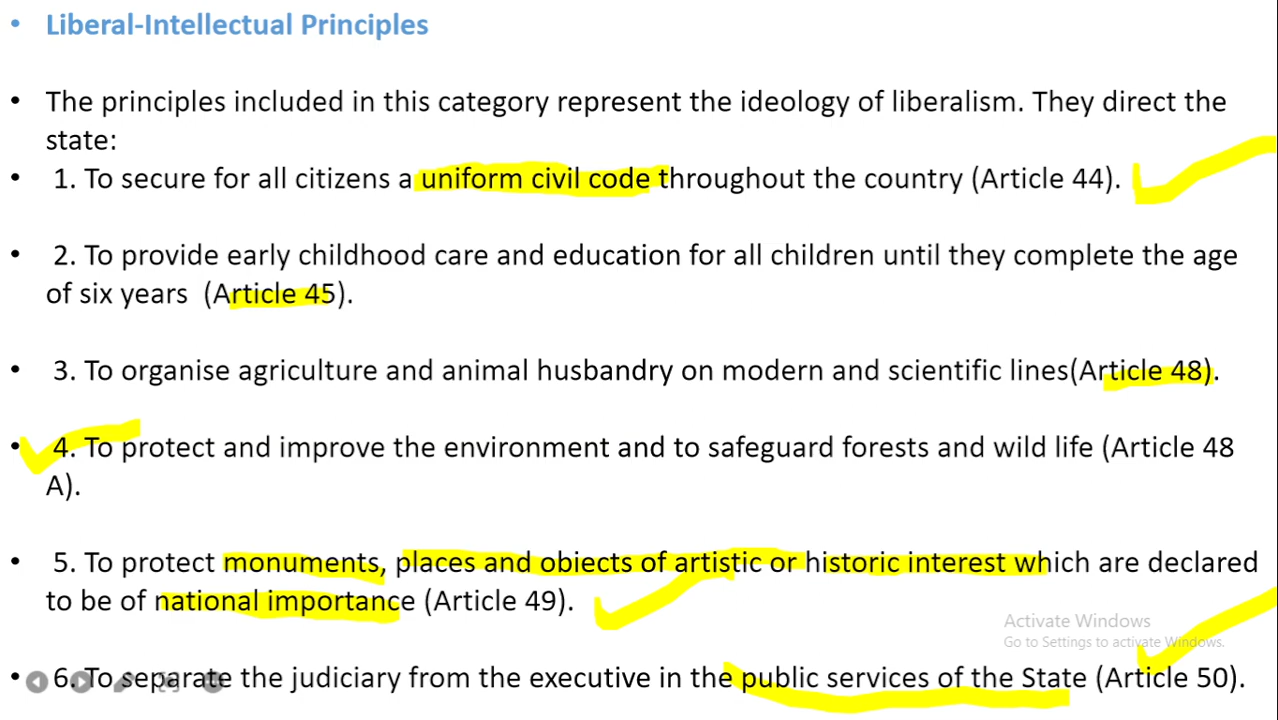 • Liberal-Intellectual Principles
• The principles included in this category represent the ideology of liberalism. They direct the
state:
• 1. To secure for all citizens a uniform civil code throughout the country (Article 44).
• 2. To provide early childhood care and education for all children until they complete the age
of six years (Article 45).
• 3. To organise agriculture and animal husbandry on modern and scientific lines(Article 48).
• 4. To protect and improve the environment and to safeguard forests and wild life (Article 48
A).
• 5. To protect monuments, places and objects of artistic or historic interest which are declared
to be of national importance (Article 49).
Activate Windows
Go to Settings to activate Windows.
• 6. To separate the judiciary from the executive in the public services of the State (Article 50).